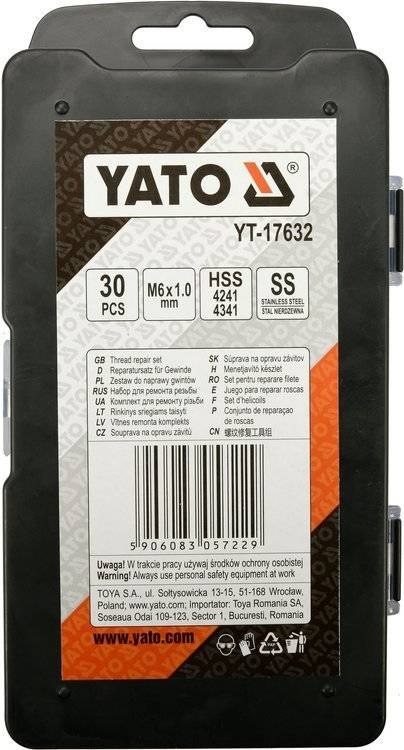 YATO
YATO ®
YT-17632
30 PCS
M6 x 1.0 mm
HSS 4241 4341
SS STAINLESS STEEL STAL NIERDZEWNA
GB Thread repair set
D Reparatursatz für Gewinde
PL Zestaw do naprawy gwintów
RUS Набор для ремонта резьбы
UA Комплект для ремонту різьби
LT Rinkinys sriegiams taisyti
LV Vītnes remonta komplekts
CZ Souprava na opravu závitů
SK Súprava na opravu závitov
H Menetjavító készlet
RO Set pentru reparare filete
E Juego para reparar roscas
F Set d'helicoils
P Conjunto de reparaçao
de roscas
CN 螺纹修复工具组
5 906083 057229
Uwaga! W trakcie pracy używaj środków ochrony osobistej
Warning! Always use personal safety equipment at work
TOYA S.A., ul. Sołtysowicka 13-15, 51-168 Wrocław,
Poland; www.yato.com; Importator: Toya Romania SA,
Soseaua Odai 109-123, Sector 1, Bucuresti, Romania
www.yato.com